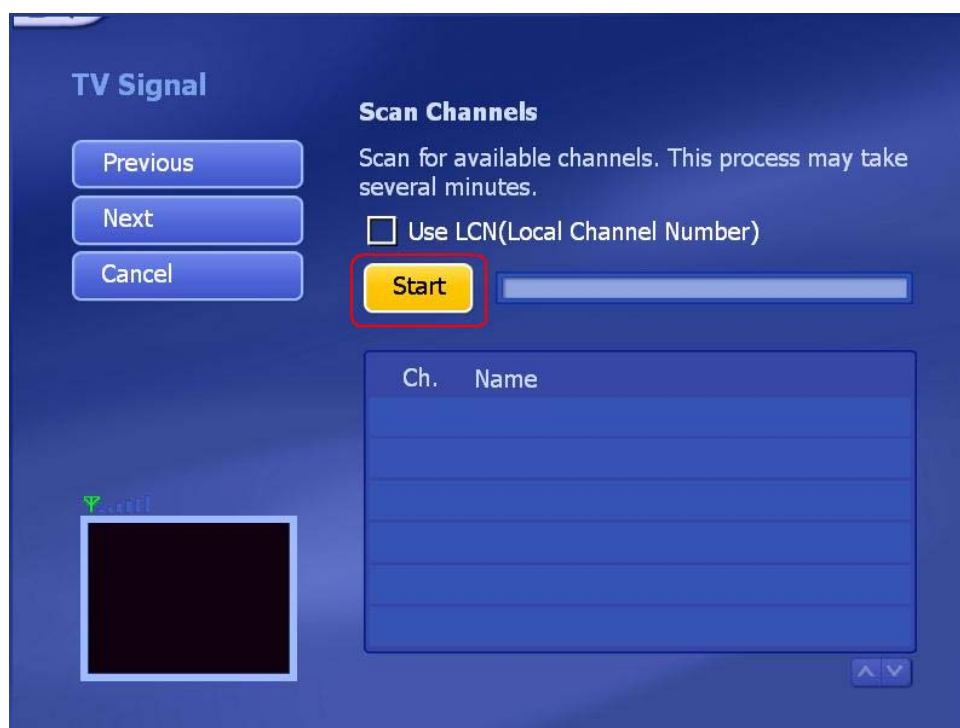 TV Signal
Previous
Next
Cancel
Scan Channels
Scan for available channels. This process may take
several minutes.
Use LCN(Local Channel Number)
Start
Ch. Name